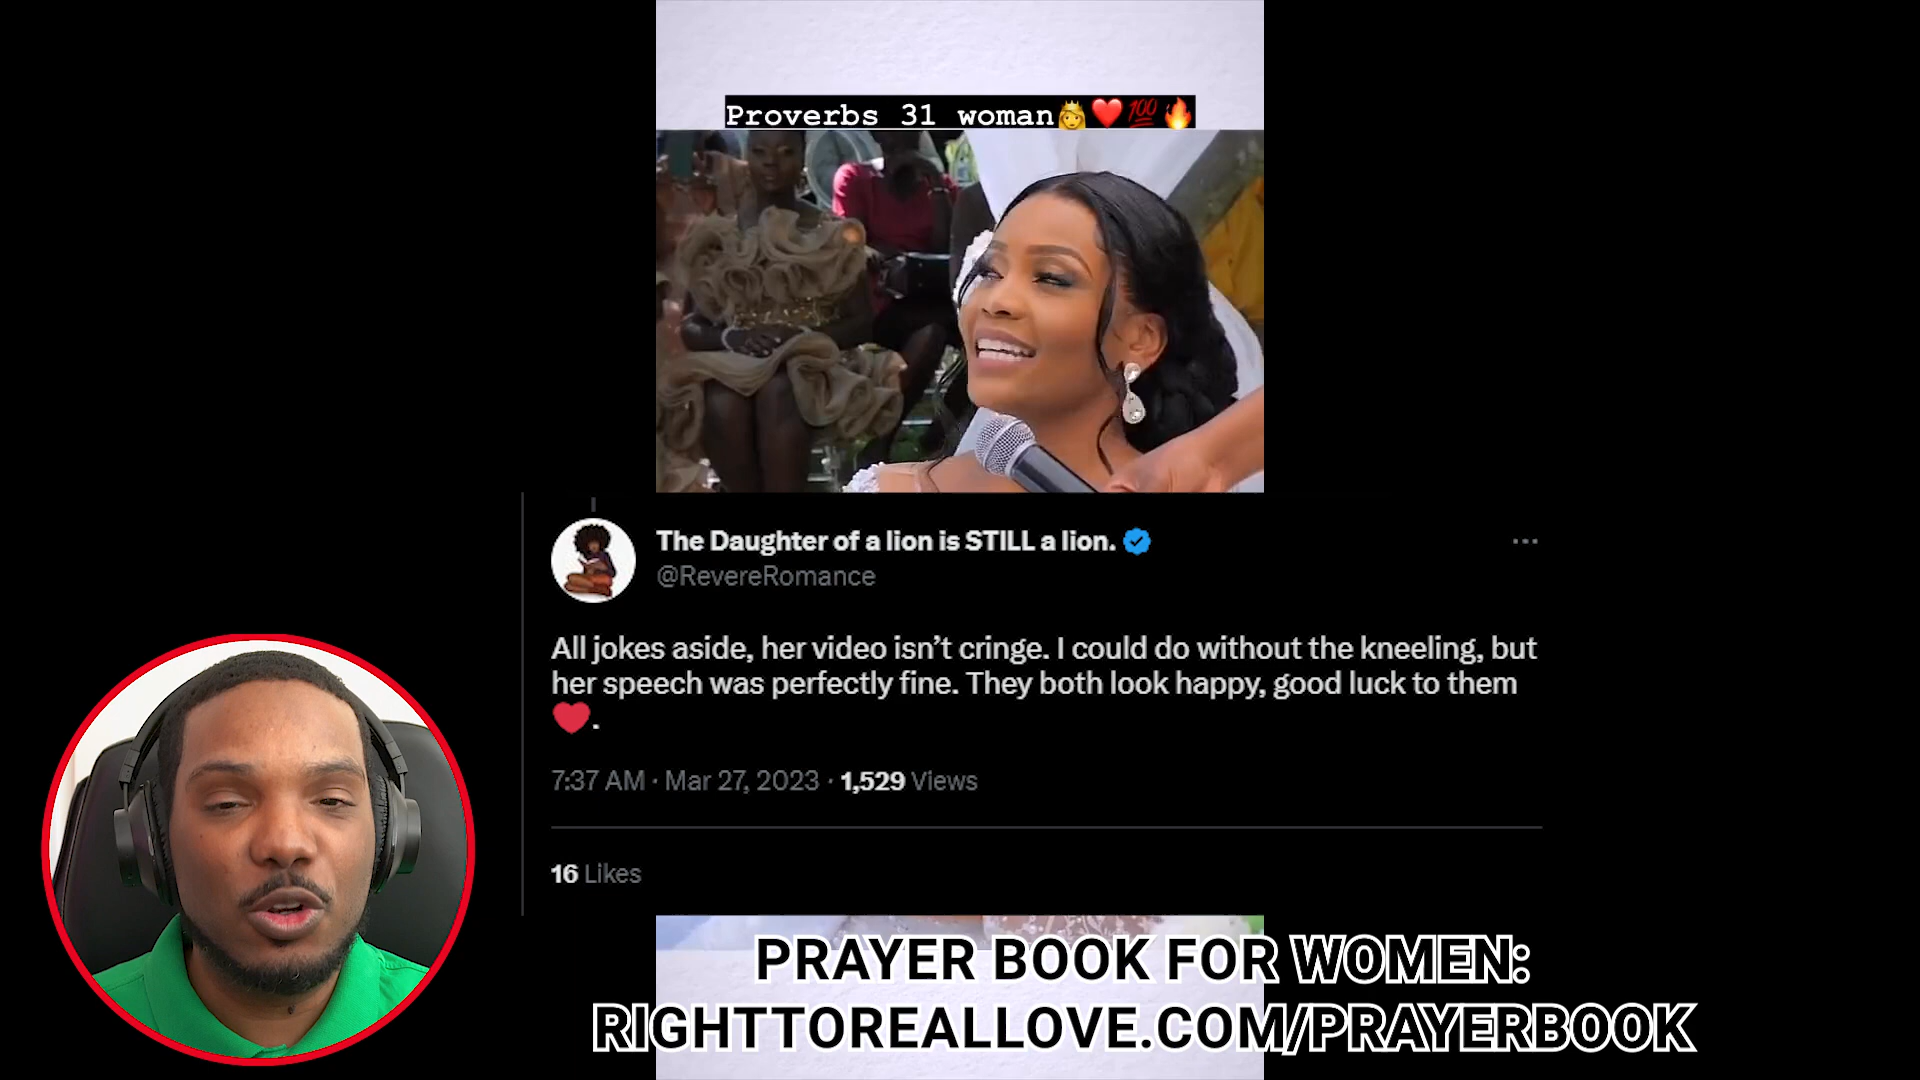 Proverbs 31 woman👸❤️💯🔥
The Daughter of a lion is STILL a lion.
@RevereRomance
All jokes aside, her video isn’t cringe. I could do without the kneeling, but
her speech was perfectly fine. They both look happy, good luck to them
❤️.
7:37 AM · Mar 27, 2023 · 1,529 Views
16 Likes
PRAYER BOOK FOR WOMEN:
RIGHTTOREALLOVE.COM/PRAYERBOOK